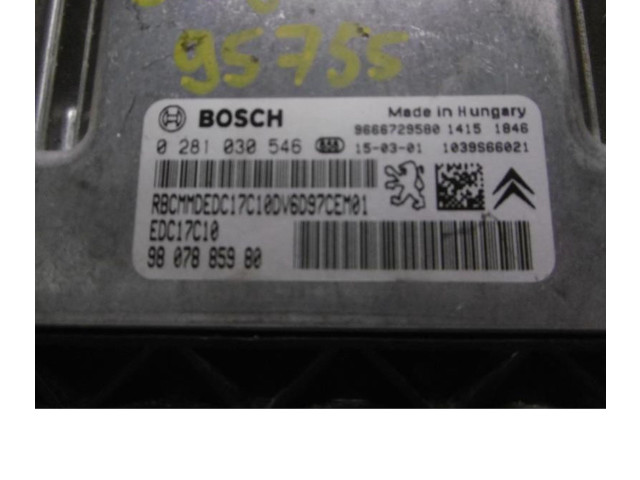 95755
BOSCH
Made in Hungary
9666729580 1415 1846
0 281 030 546
15-03-01 1039S66021
RBCMMDEDC17C10DV6D97CEM01
EDC17C10
98 078 859 80